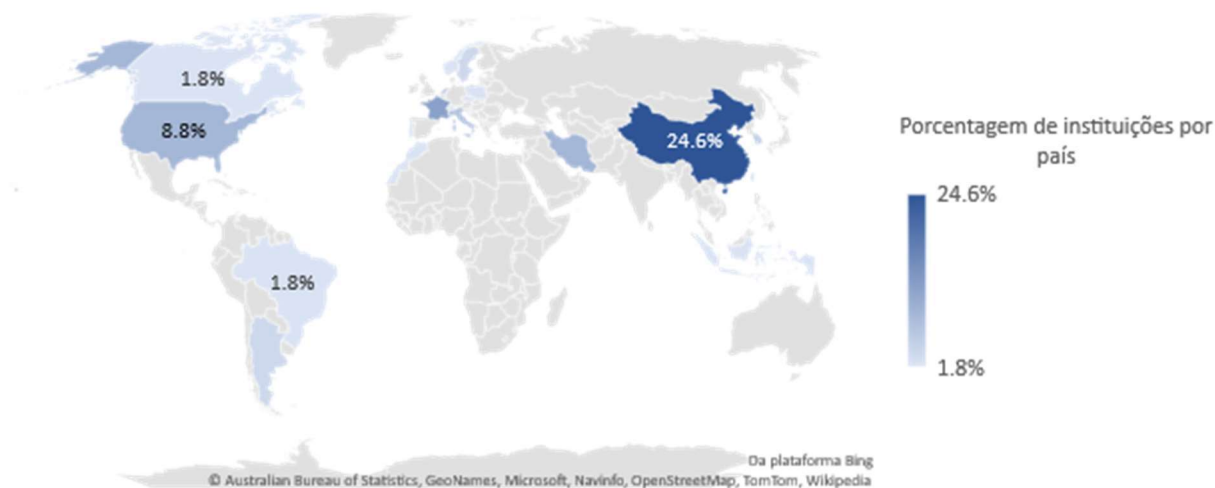 1.8%
8.8%
24.6%
1.8%
Porcentagem de instituições por
país
24.6%
1.8%
Da plataforma Bing
© Australian Bureau of Statistics, GeoNames, Microsoft, Navinfo, OpenStreetMap, TomTom, Wikipedia